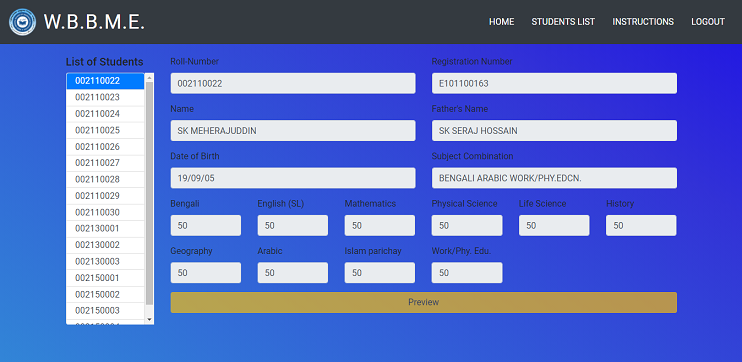 W.B.B.M.E.
HOME STUDENTS LIST INSTRUCTIONS LOGOUT
List of Students
002110022
002110023
002110024
002110025
002110026
002110027
002110028
002110029
002110030
002130001
002130002
002130003
002150001
002150002
002150003
Roll-Number Registration Number
002110022 E101100163
Name Father's Name
SK MEHERAJUDDIN SK SERAJ HOSSAIN
Date of Birth Subject Combination
19/09/05 BENGALI ARABIC WORK/PHY.EDCN.
Bengali English (SL) Mathematics Physical Science Life Science History
50 50 50 50 50 50
Geography Arabic Islam parichay Work/Phy. Edu.
50 50 50 50
Preview